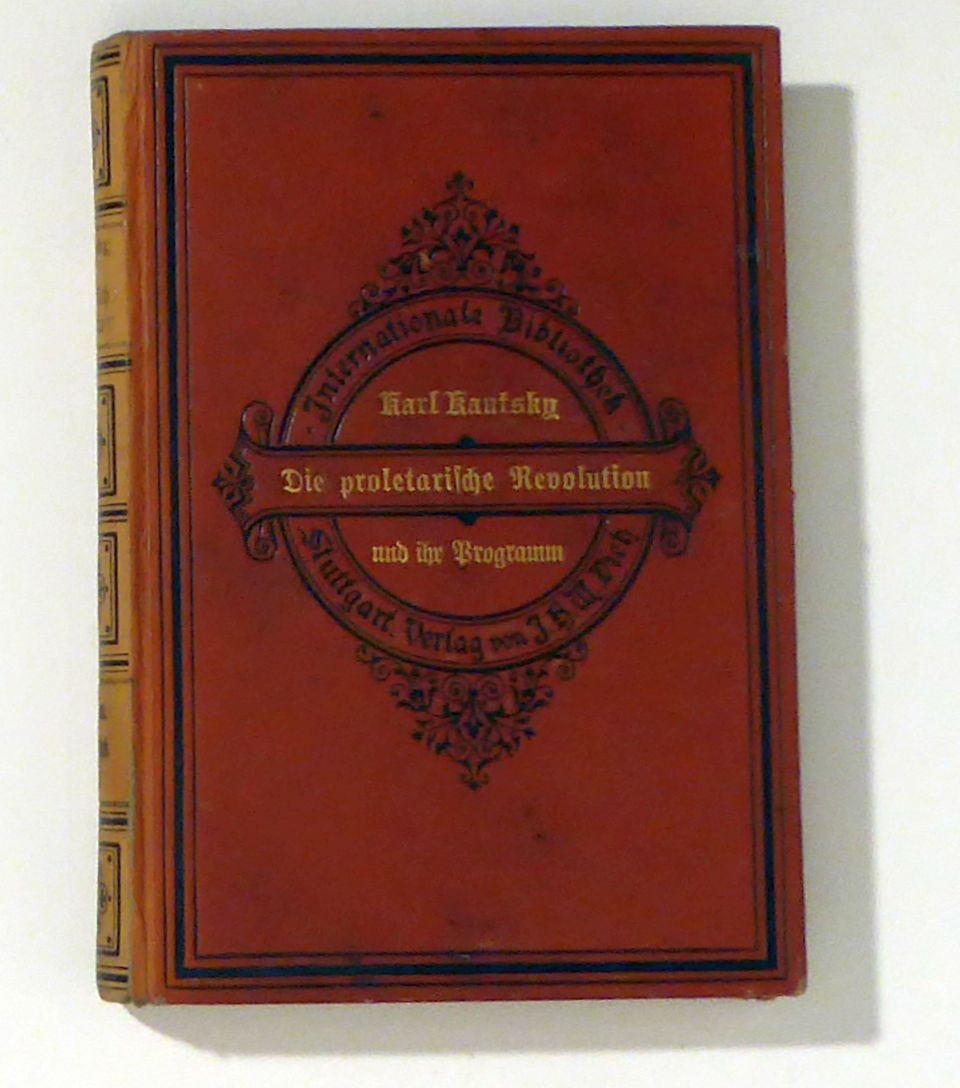 Internationale Bibliothek
Karl Kautsky
Die proletarische Revolution
und ihr Programm
Stuttgart. Verlag von J. H. W. Dietz